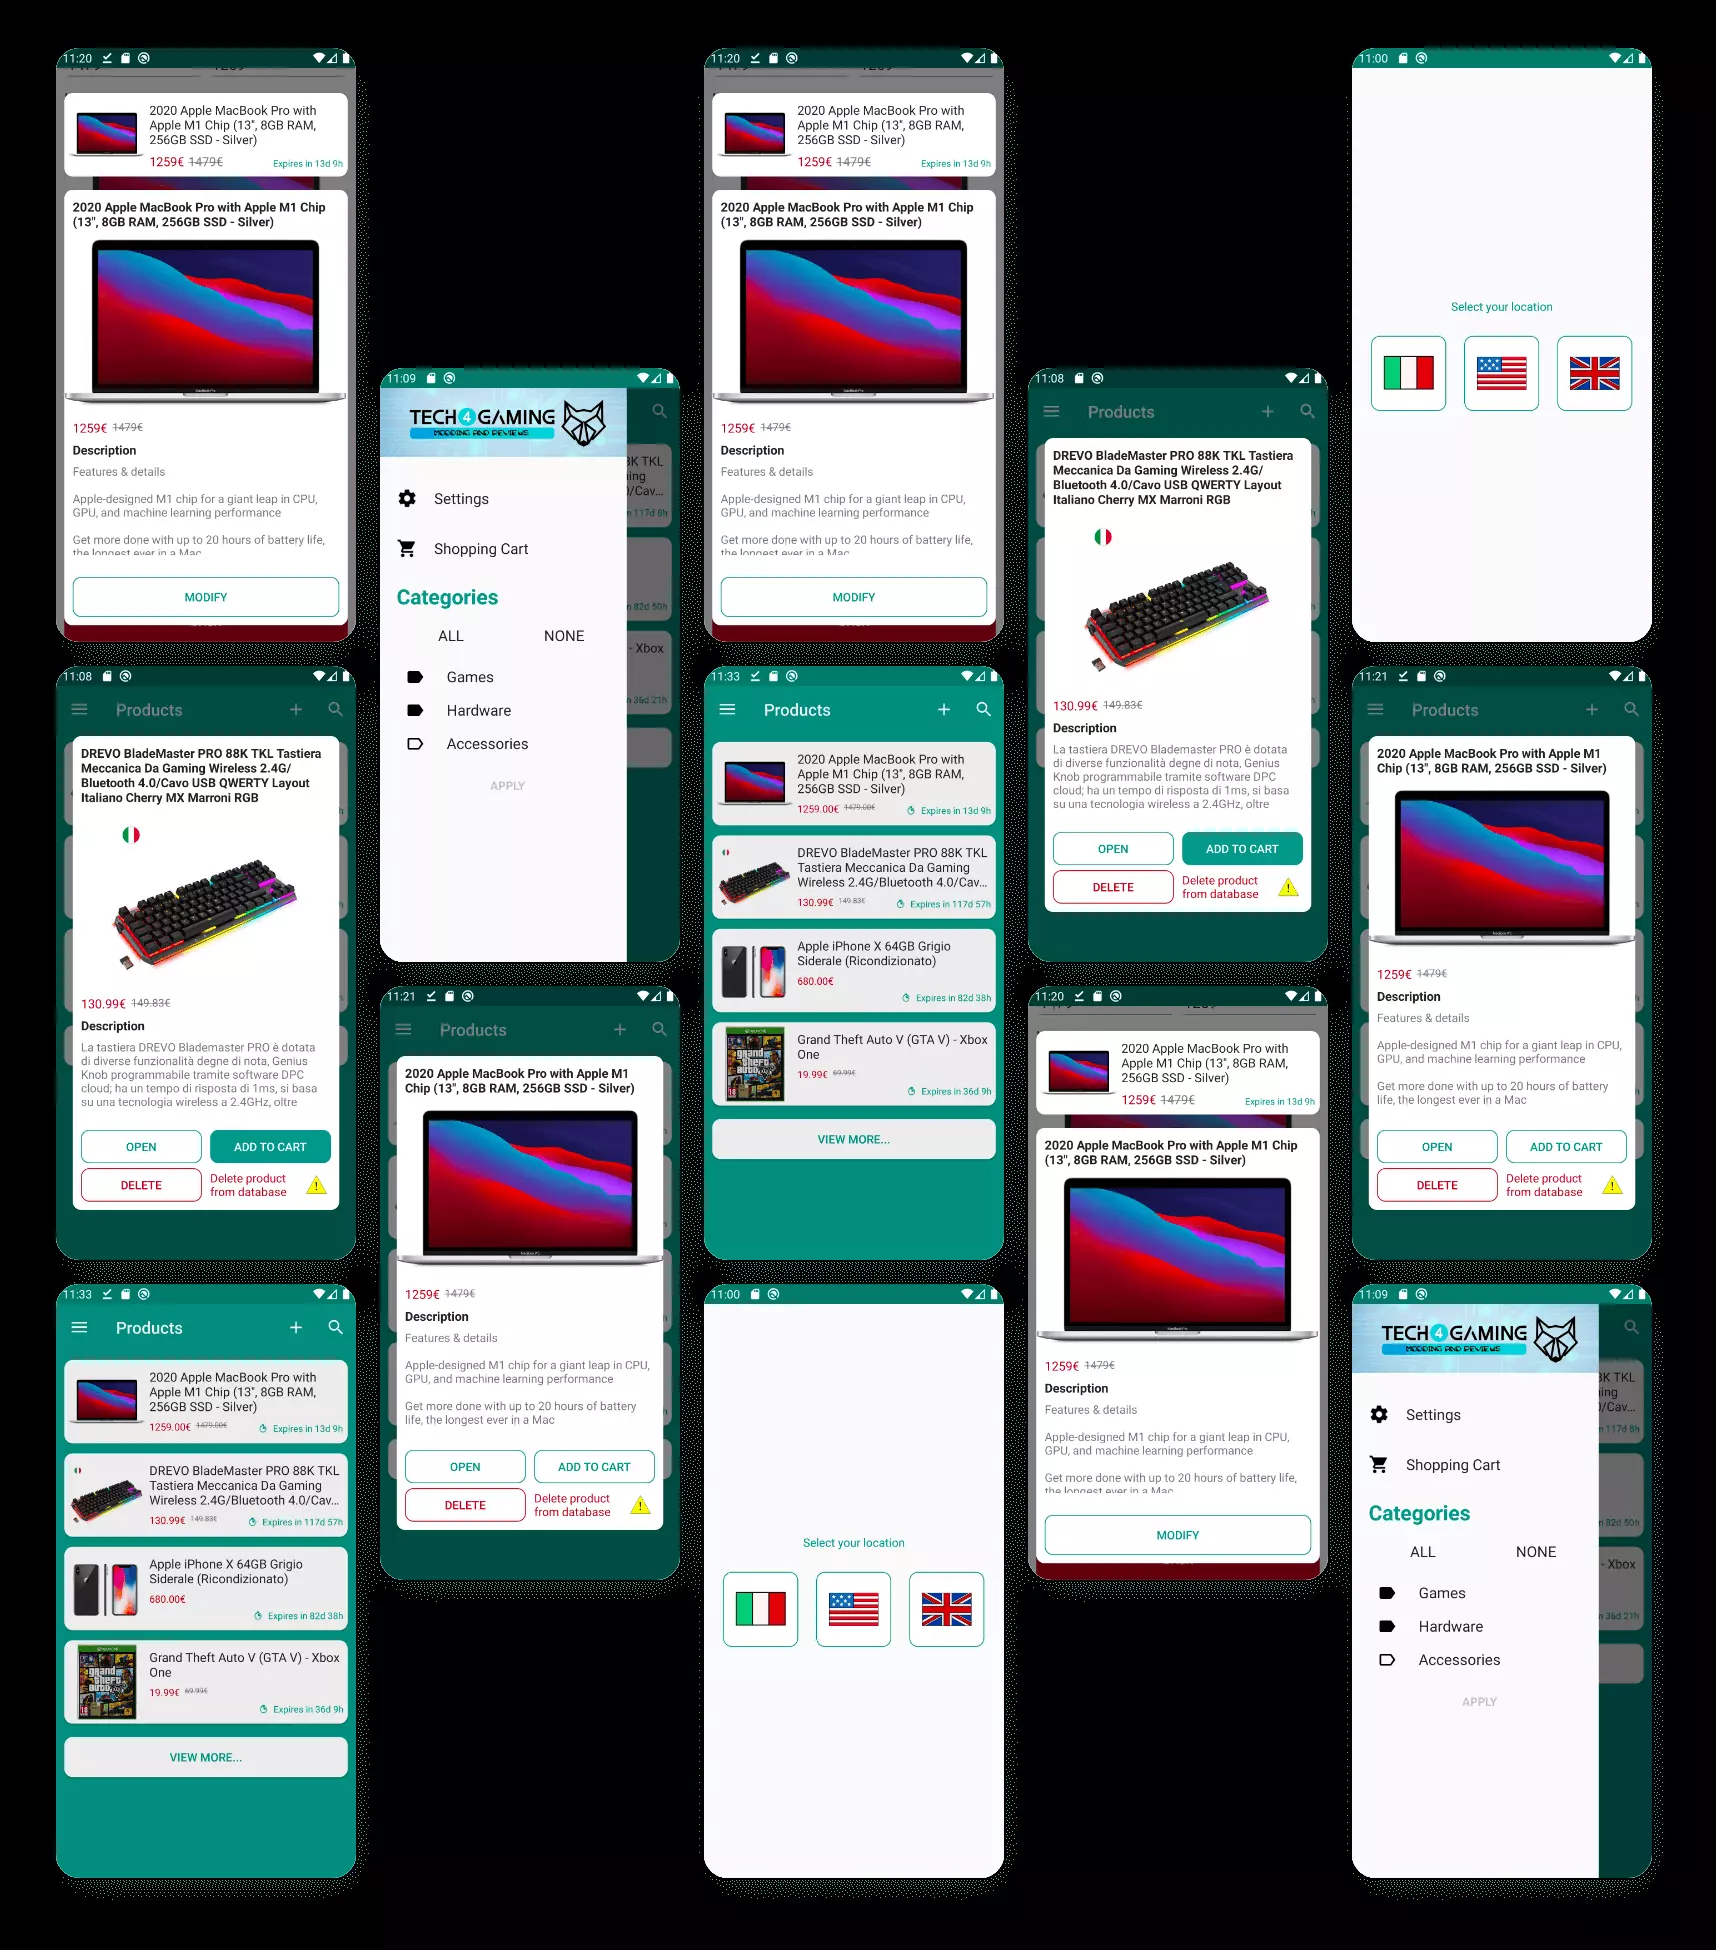 11:20
2020 Apple MacBook Pro with
Apple M1 Chip (13", 8GB RAM,
256GB SSD - Silver)
1259€ 1479€
Expires in 13d 9h
2020 Apple MacBook Pro with Apple M1 Chip
(13", 8GB RAM, 256GB SSD - Silver)
1259€ 1479€
Description
Features & details
Apple-designed M1 chip for a giant leap in CPU,
GPU, and machine learning performance
Get more done with up to 20 hours of battery life,
the longest ever in a Mac
MODIFY
11:08
Products
DREVO BladeMaster PRO 88K TKL Tastiera
Meccanica Da Gaming Wireless 2.4G/
Bluetooth 4.0/Cavo USB QWERTY Layout
Italiano Cherry MX Marroni RGB
130.99€ 149.83€
Description
La tastiera DREVO Blademaster PRO è dotata
di diverse funzionalità degne di nota, Genius
Knob programmabile tramite software DPC
cloud; ha un tempo di risposta di 1ms, si basa
su una tecnologia wireless a 2.4GHz, oltre
OPEN
ADD TO CART
DELETE
Delete product
from database
11:33
Products
2020 Apple MacBook Pro with
Apple M1 Chip (13", 8GB RAM,
256GB SSD - Silver)
1259.00€ 1479.00€
Expires in 13d 9h
DREVO BladeMaster PRO 88K TKL
Tastiera Meccanica Da Gaming
Wireless 2.4G/Bluetooth 4.0/Cav...
130.99€ 149.83€
Expires in 117d 57h
Apple iPhone X 64GB Grigio
Siderale (Ricondizionato)
680.00€
Expires in 82d 38h
Grand Theft Auto V (GTA V) - Xbox
One
19.99€ 69.99€
Expires in 36d 9h
VIEW MORE...
11:09
TECH4GAMING
MODDING AND REVIEWS
Settings
Shopping Cart
Categories
ALL
NONE
Games
Hardware
Accessories
APPLY
3K TKL
ing
0/Cav...
n 117d 8h
n 82d 50h
- Xbox
n 36d 21h
11:21
Products
2020 Apple MacBook Pro with Apple M1
Chip (13", 8GB RAM, 256GB SSD - Silver)
1259€ 1479€
Description
Features & details
Apple-designed M1 chip for a giant leap in CPU,
GPU, and machine learning performance
Get more done with up to 20 hours of battery
life, the longest ever in a Mac
OPEN
ADD TO CART
DELETE
Delete product
from database
11:20
2020 Apple MacBook Pro with
Apple M1 Chip (13", 8GB RAM,
256GB SSD - Silver)
1259€ 1479€
Expires in 13d 9h
2020 Apple MacBook Pro with Apple M1 Chip
(13", 8GB RAM, 256GB SSD - Silver)
1259€ 1479€
Description
Features & details
Apple-designed M1 chip for a giant leap in CPU,
GPU, and machine learning performance
Get more done with up to 20 hours of battery life,
the longest ever in a Mac
MODIFY
11:33
Products
2020 Apple MacBook Pro with
Apple M1 Chip (13", 8GB RAM,
256GB SSD - Silver)
1259.00€ 1479.00€
Expires in 13d 9h
DREVO BladeMaster PRO 88K TKL
Tastiera Meccanica Da Gaming
Wireless 2.4G/Bluetooth 4.0/Cav...
130.99€ 149.83€
Expires in 117d 57h
Apple iPhone X 64GB Grigio
Siderale (Ricondizionato)
680.00€
Expires in 82d 38h
Grand Theft Auto V (GTA V) - Xbox
One
19.99€ 69.99€
Expires in 36d 9h
VIEW MORE...
11:00
Select your location
11:08
Products
DREVO BladeMaster PRO 88K TKL Tastiera
Meccanica Da Gaming Wireless 2.4G/
Bluetooth 4.0/Cavo USB QWERTY Layout
Italiano Cherry MX Marroni RGB
130.99€ 149.83€
Description
La tastiera DREVO Blademaster PRO è dotata
di diverse funzionalità degne di nota, Genius
Knob programmabile tramite software DPC
cloud; ha un tempo di risposta di 1ms, si basa
su una tecnologia wireless a 2.4GHz, oltre
OPEN
ADD TO CART
DELETE
Delete product
from database
11:20
2020 Apple MacBook Pro with
Apple M1 Chip (13", 8GB RAM,
256GB SSD - Silver)
1259€ 1479€
Expires in 13d 9h
2020 Apple MacBook Pro with Apple M1 Chip
(13", 8GB RAM, 256GB SSD - Silver)
1259€ 1479€
Description
Features & details
Apple-designed M1 chip for a giant leap in CPU,
GPU, and machine learning performance
Get more done with up to 20 hours of battery life,
the longest ever in a Mac
MODIFY
11:00
Select your location
11:21
Products
2020 Apple MacBook Pro with Apple M1
Chip (13", 8GB RAM, 256GB SSD - Silver)
1259€ 1479€
Description
Features & details
Apple-designed M1 chip for a giant leap in CPU,
GPU, and machine learning performance
Get more done with up to 20 hours of battery
life, the longest ever in a Mac
OPEN
ADD TO CART
DELETE
Delete product
from database
11:09
TECH4GAMING
MODDING AND REVIEWS
Settings
Shopping Cart
Categories
ALL
NONE
Games
Hardware
Accessories
APPLY
3K TKL
ing
0/Cav...
n 117d 8h
n 82d 50h
- Xbox
n 36d 21h